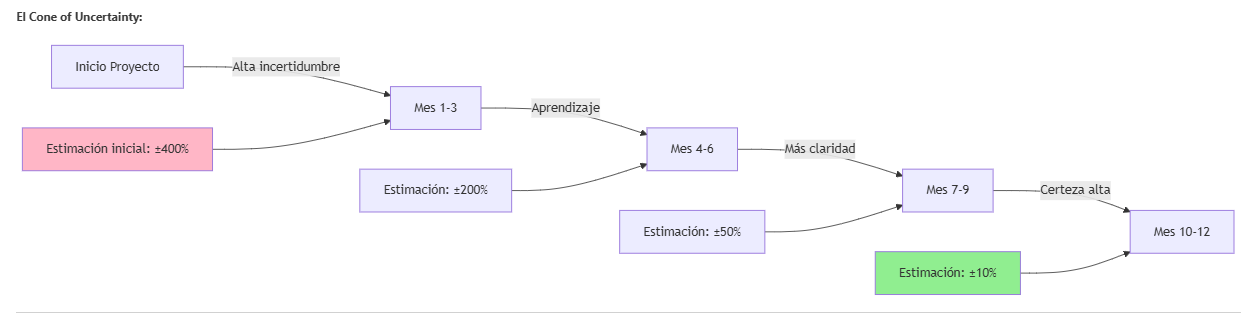 El Cone of Uncertainty:
Inicio Proyecto
Alta incertidumbre
Mes 1-3
Estimación inicial: ±400%
Aprendizaje
Mes 4-6
Estimación: ±200%
Más claridad
Mes 7-9
Estimación: ±50%
Certeza alta
Mes 10-12
Estimación: ±10%